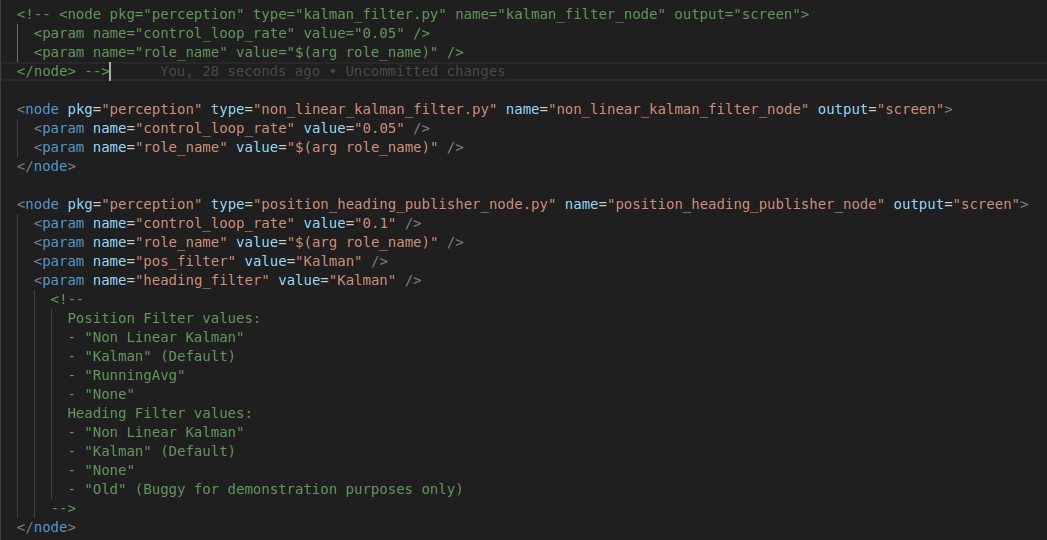 <!-- <node pkg="perception" type="kalman_filter.py" name="kalman_filter_node" output="screen">
<param name="control_loop_rate" value="0.05" />
<param name="role_name" value="$(arg role_name)" />
</node> --> You, 28 seconds ago • Uncommitted changes
<node pkg="perception" type="non_linear_kalman_filter.py" name="non_linear_kalman_filter_node" output="screen">
<param name="control_loop_rate" value="0.05" />
<param name="role_name" value="$(arg role_name)" />
</node>
<node pkg="perception" type="position_heading_publisher_node.py" name="position_heading_publisher_node" output="screen">
<param name="control_loop_rate" value="0.1" />
<param name="role_name" value="$(arg role_name)" />
<param name="pos_filter" value="Kalman" />
<param name="heading_filter" value="Kalman" />
<!--
Position Filter values:
- "Non Linear Kalman"
- "Kalman" (Default)
- "RunningAvg"
- "None"
Heading Filter values:
- "Non Linear Kalman"
- "Kalman" (Default)
- "None"
- "Old" (Buggy for demonstration purposes only)
-->
</node>